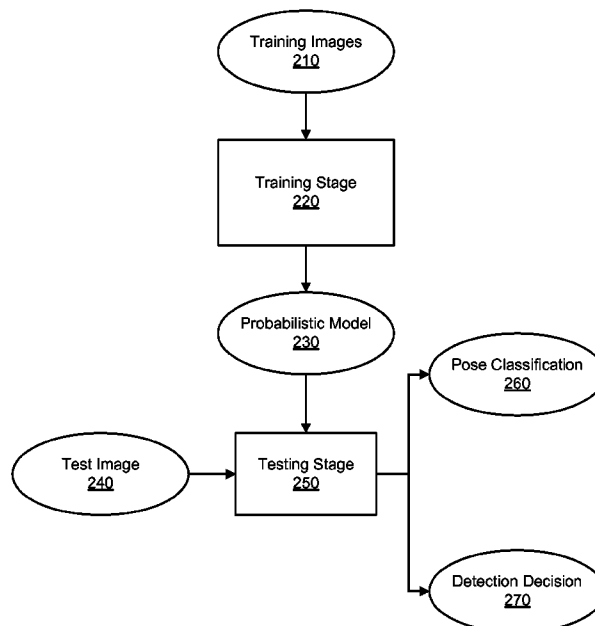 Training Images
210
Training Stage
220
Probabilistic Model
230
Pose Classification
260
Test Image
240
Testing Stage
250
Detection Decision
270